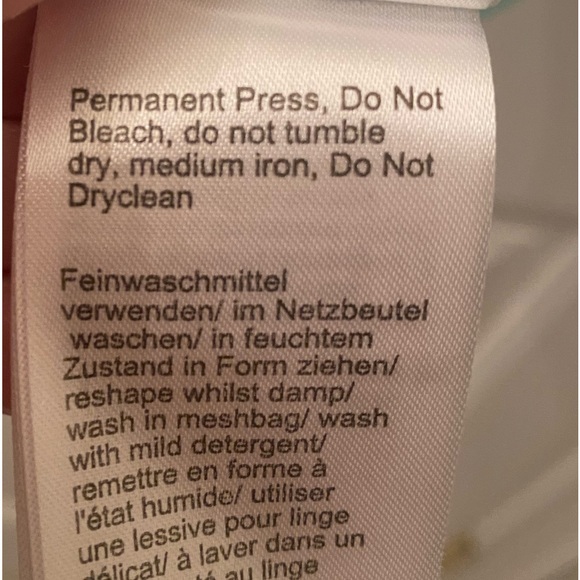 Permanent Press, Do Not
Bleach, do not tumble
dry, medium iron, Do Not
Dryclean
Feinwaschmittel
verwenden/ im Netzbeutel
waschen/ in feuchtem
Zustand in Form ziehen/
reshape whilst damp/
wash in meshbag/ wash
with mild detergent/
remettre en forme à
l'état humide/ utiliser
une lessive pour linge
délicat/ à laver dans un
au linge